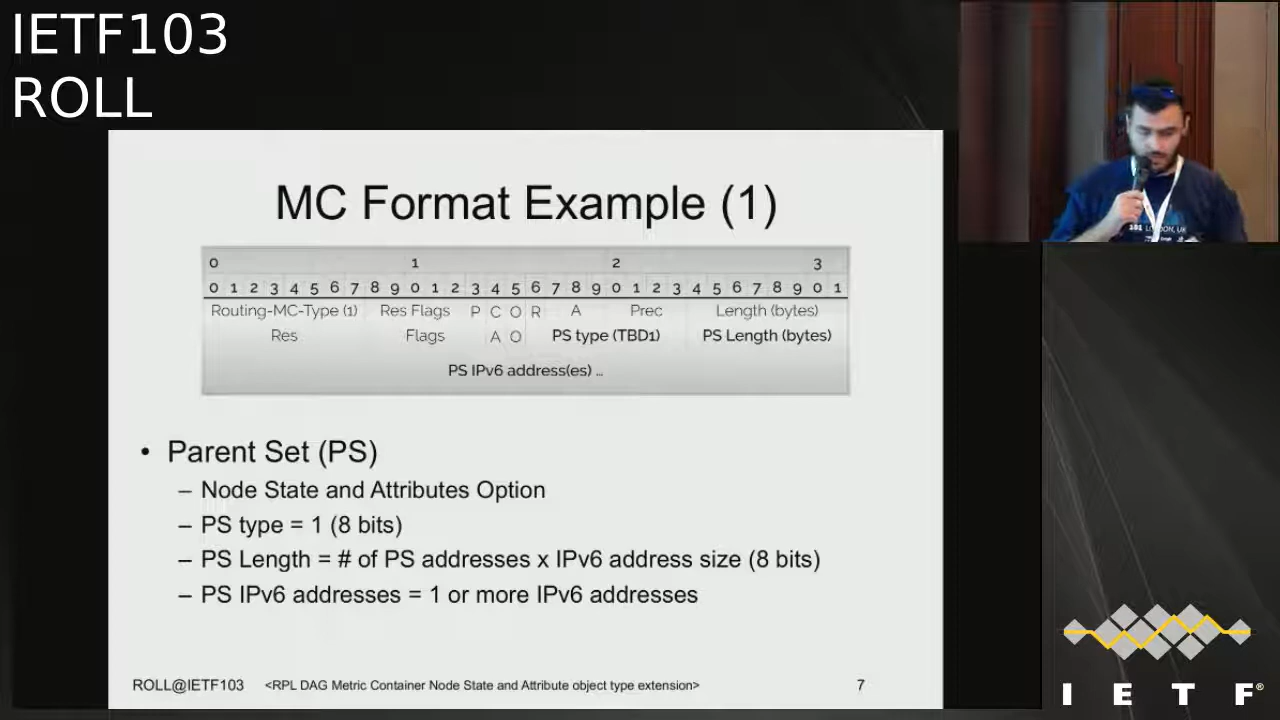 IETF103
ROLL
MC Format Example (1)
0 1 2 3
0 1 2 3 4 5 6 7 8 9 0 1 2 3 4 5 6 7 8 9 0 1 2 3 4 5 6 7 8 9 0 1
Routing-MC-Type (1) Res Flags P C O R A Prec Length (bytes)
Res Flags A O PS type (TBD1) PS Length (bytes)
PS IPv6 address(es) ...
• Parent Set (PS)
– Node State and Attributes Option
– PS type = 1 (8 bits)
– PS Length = # of PS addresses x IPv6 address size (8 bits)
– PS IPv6 addresses = 1 or more IPv6 addresses
ROLL@IETF103 <RPL DAG Metric Container Node State and Attribute object type extension> 7
101 LONDON, UK
I E T F®